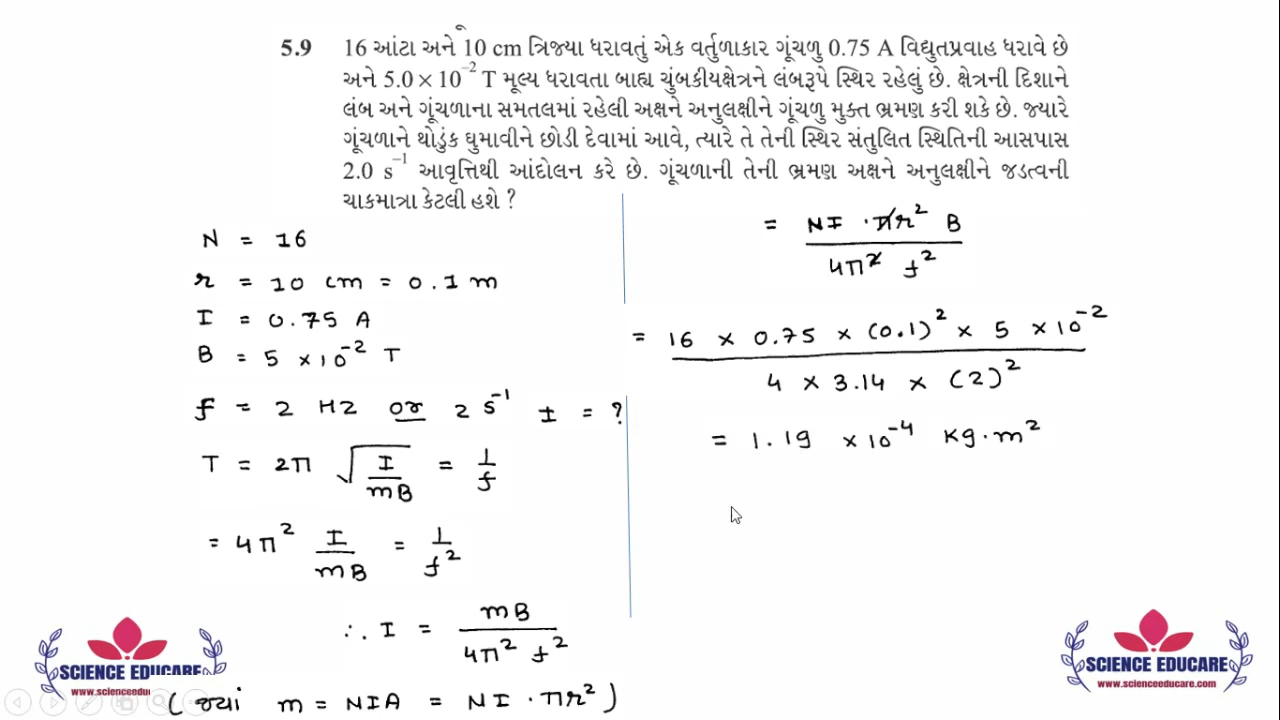 5.9 16 આંટા અને 10 cm ત્રિજ્યા ધરાવતું એક વર્તુળાકાર ગૂંચળુ 0.75 A વિદ્યુતપ્રવાહ ધરાવે છે
અને 5.0 × 10⁻² T મૂલ્ય ધરાવતા બાહ્ય ચુંબકીયક્ષેત્રને લંબરૂપે સ્થિર રહેલું છે. ક્ષેત્રની દિશાને
લંબ અને ગૂંચળાના સમતલમાં રહેલી અક્ષને અનુલક્ષીને ગૂંચળુ મુક્ત ભ્રમણ કરી શકે છે. જ્યારે
ગૂંચળાને થોડુંક ઘુમાવીને છોડી દેવામાં આવે, ત્યારે તે તેની સ્થિર સંતુલિત સ્થિતિની આસપાસ
2.0 s⁻¹ આવૃત્તિથી આંદોલન કરે છે. ગૂંચળાની તેની ભ્રમણ અક્ષને અનુલક્ષીને જડત્વની
ચાકમાત્રા કેટલી હશે ?
N = 16
r = 10 cm = 0.1 m
I = 0.75 A
B = 5 × 10⁻² T
f = 2 HZ or 2 s⁻¹ I = ?
T = 2π √(I/mB) = 1/f
= 4π² I/mB = 1/f²
∴ I = mB / 4π² f²
(જ્યાં m = NIA = NI · πr²)
= NI · πr² B / 4π² f²
= 16 × 0.75 × (0.1)² × 5 × 10⁻² / 4 × 3.14 × (2)²
= 1.19 × 10⁻⁴ Kg·m²
SCIENCE EDUCARE
www.scienceeduc
SCIENCE EDUCARE
www.scienceeducare.com